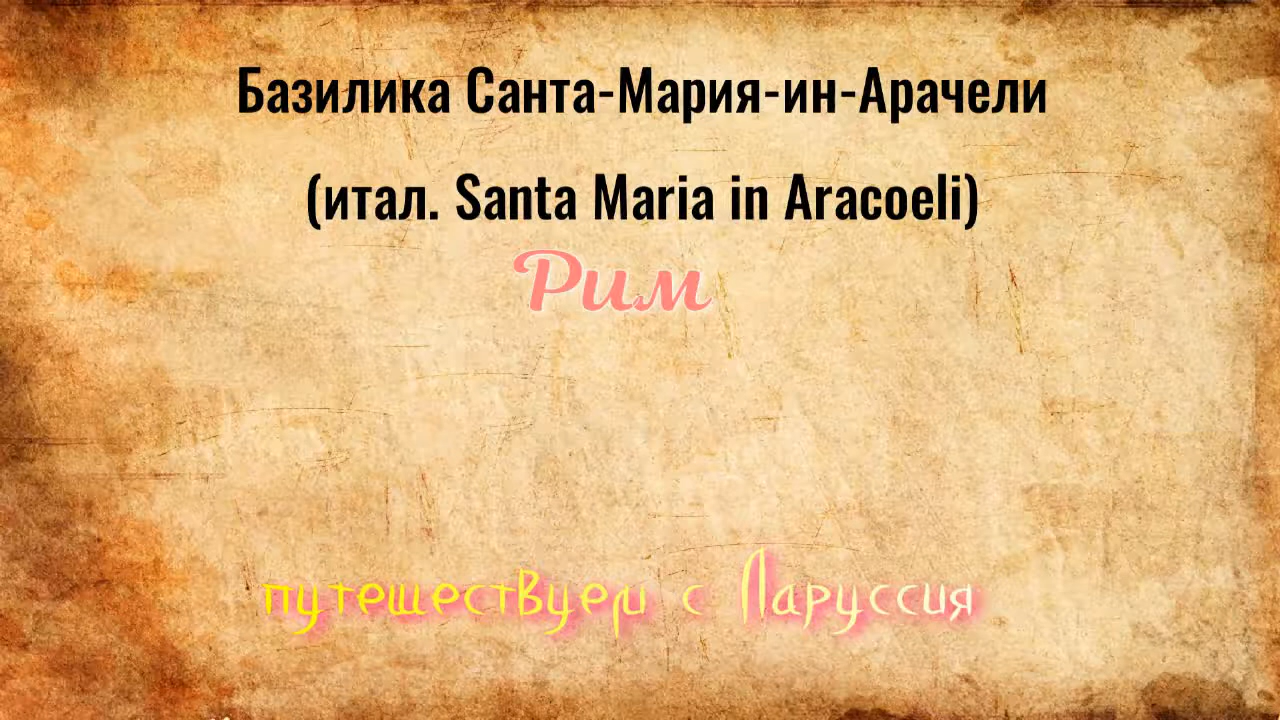 Базилика Санта-Мария-ин-Арачели
(итал. Santa Maria in Aracoeli)
Рим
путешествуем с Ларуссия